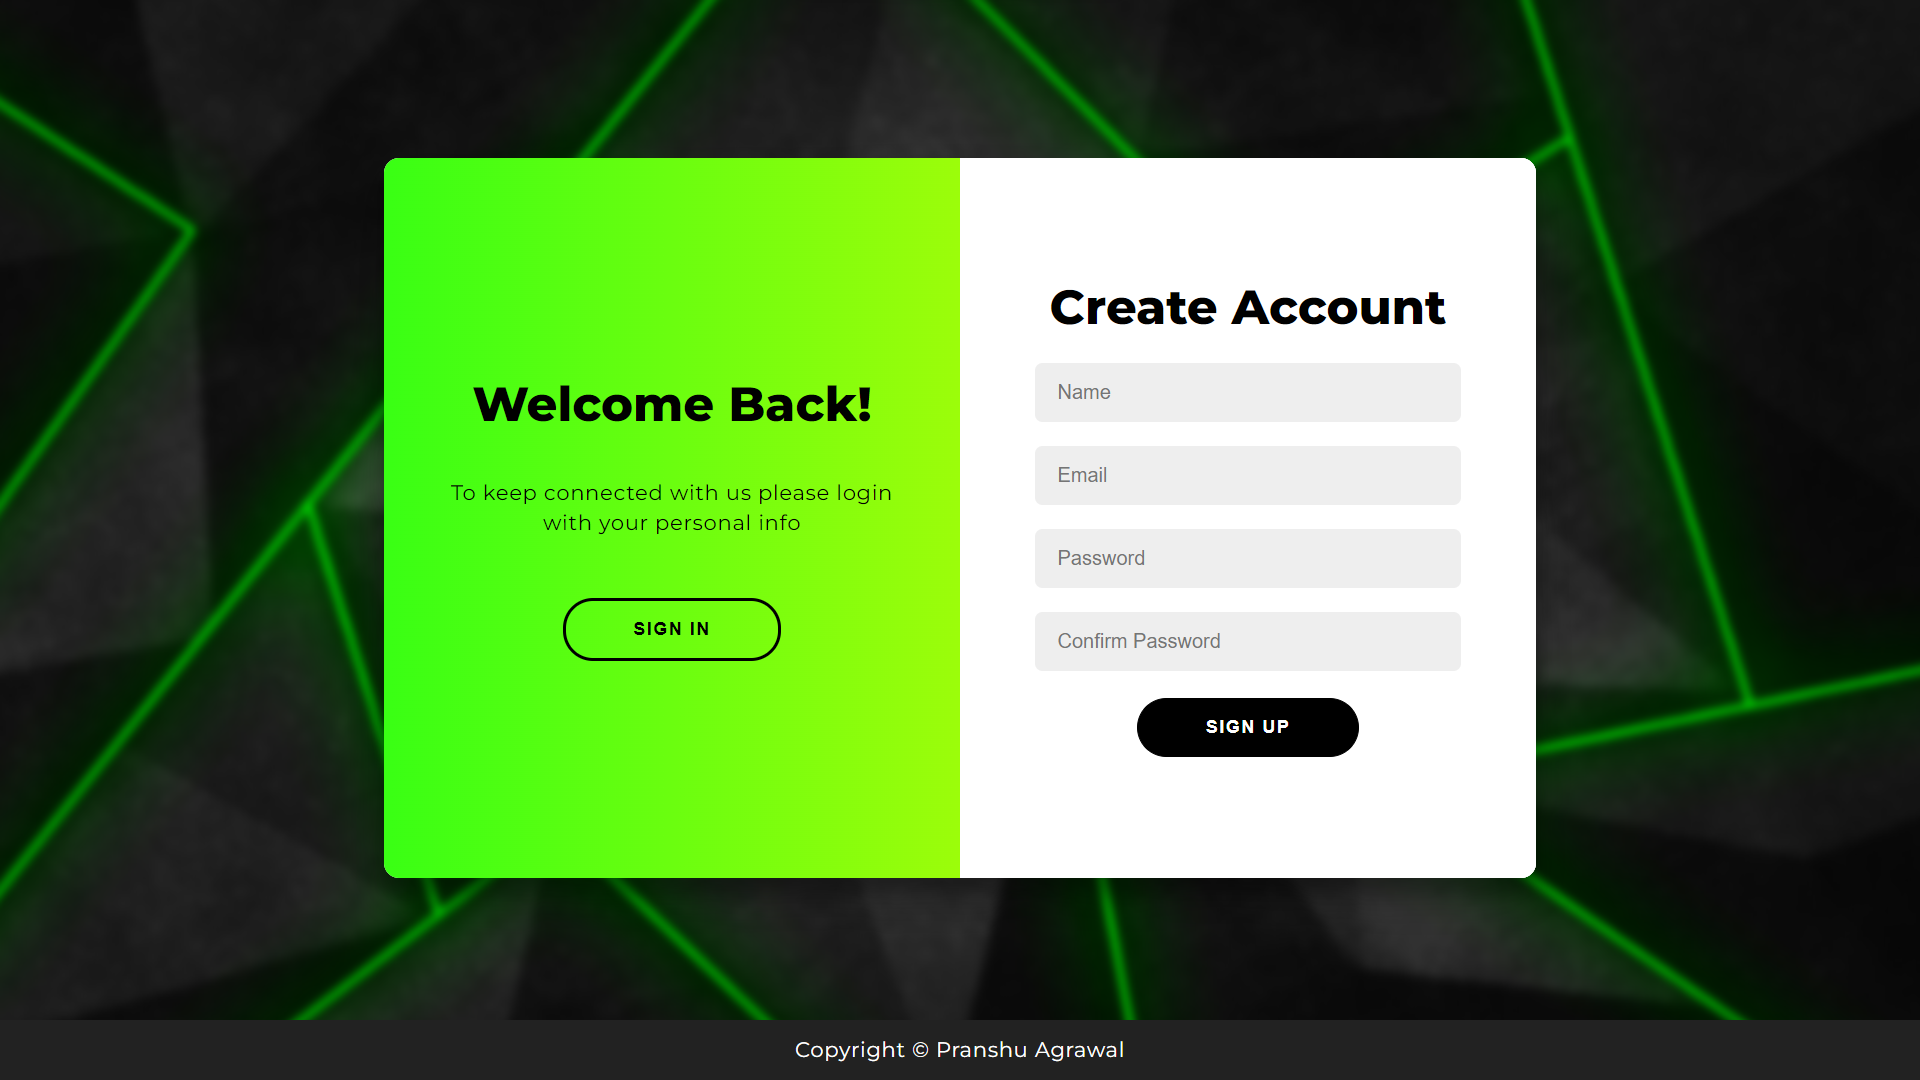 Welcome Back!
To keep connected with us please login
with your personal info
SIGN IN
Create Account
Name
Email
Password
Confirm Password
SIGN UP
Copyright © Pranshu Agrawal